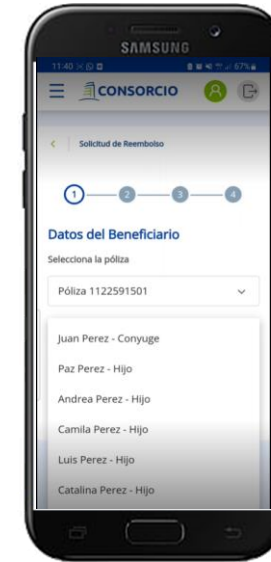 SAMSUNG
11:40
67%
CONSORCIO
Solicitud de Reembolso
1 2 3 4
Datos del Beneficiario
Selecciona la póliza
Póliza 1122591501
Juan Perez - Conyuge
Paz Perez - Hijo
Andrea Perez - Hijo
Camila Perez - Hijo
Luis Perez - Hijo
Catalina Perez - Hijo